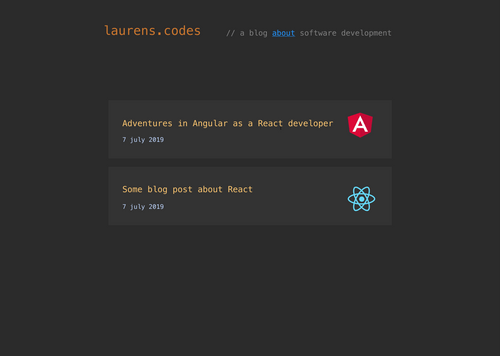 laurens.codes
// a blog about software development
Adventures in Angular as a React developer
7 july 2019
Some blog post about React
7 july 2019